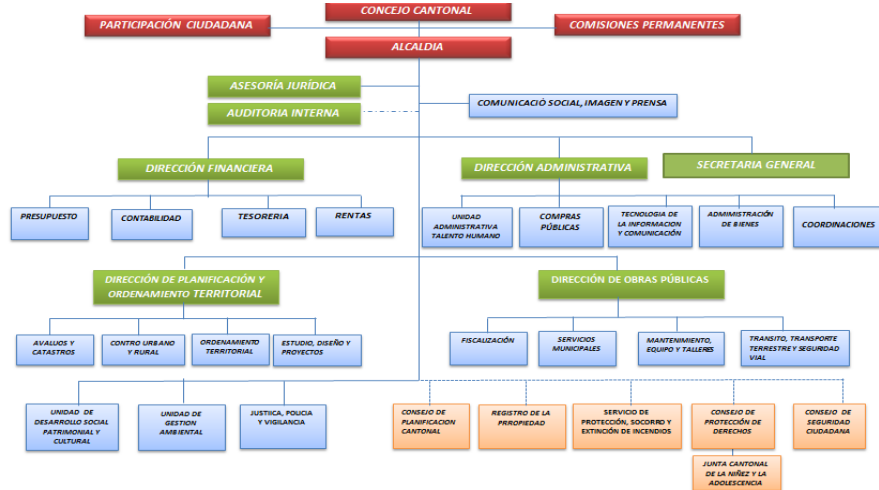 CONCEJO CANTONAL
PARTICIPACIÓN CIUDADANA
COMISIONES PERMANENTES
ALCALDIA
ASESORÍA JURÍDICA
COMUNICACIÓ SOCIAL, IMAGEN Y PRENSA
AUDITORIA INTERNA
DIRECCIÓN FINANCIERA
DIRECCIÓN ADMINISTRATIVA
SECRETARIA GENERAL
PRESUPUESTO
CONTABILIDAD
TESORERIA
RENTAS
UNIDAD
ADMINISTRATIVA
TALENTO HUMANO
COMPRAS
PÚBLICAS
TECNOLOGIA DE
LA INFORMACION
Y COMUNICACIÓN
ADMINISTRACIÓN
DE BIENES
COORDINACIONES
DIRECCIÓN DE PLANIFICACIÓN Y
ORDENAMIENTO TERRITORIAL
DIRECCIÓN DE OBRAS PÚBLICAS
AVALUOS Y
CATASTROS
CONTRO URBANO
Y RURAL
ORDENAMIENTO
TERRITORIAL
ESTUDIO, DISEÑO Y
PROYECTOS
FISCALIZACIÓN
SERVICIOS
MUNICIPALES
MANTENIMIENTO,
EQUIPO Y TALLERES
TRANSITO, TRANSPORTE
TERRESTRE Y SEGURIDAD
VIAL
UNIDAD DE
DESARROLLO SOCIAL
PATRIMONIAL Y
CULTURAL
UNIDAD DE
GESTION
AMBIENTAL
JUSTIICA, POLICIA
Y VIGILANCIA
CONSEJO DE
PLANIFICACION
CANTONAL
REGISTRO DE LA
PRROPIEDAD
SERVICIO DE
PROTECCIÓN, SOCORRO Y
EXTINCIÓN DE INCENDIOS
CONSEJO DE
PROTECCIÓN DE
DERECHOS
CONSEJO DE
SEGURIDAD
CIUDADANA
JUNTA CANTONAL
DE LA NIÑEZ Y LA
ADOLESCENCIA